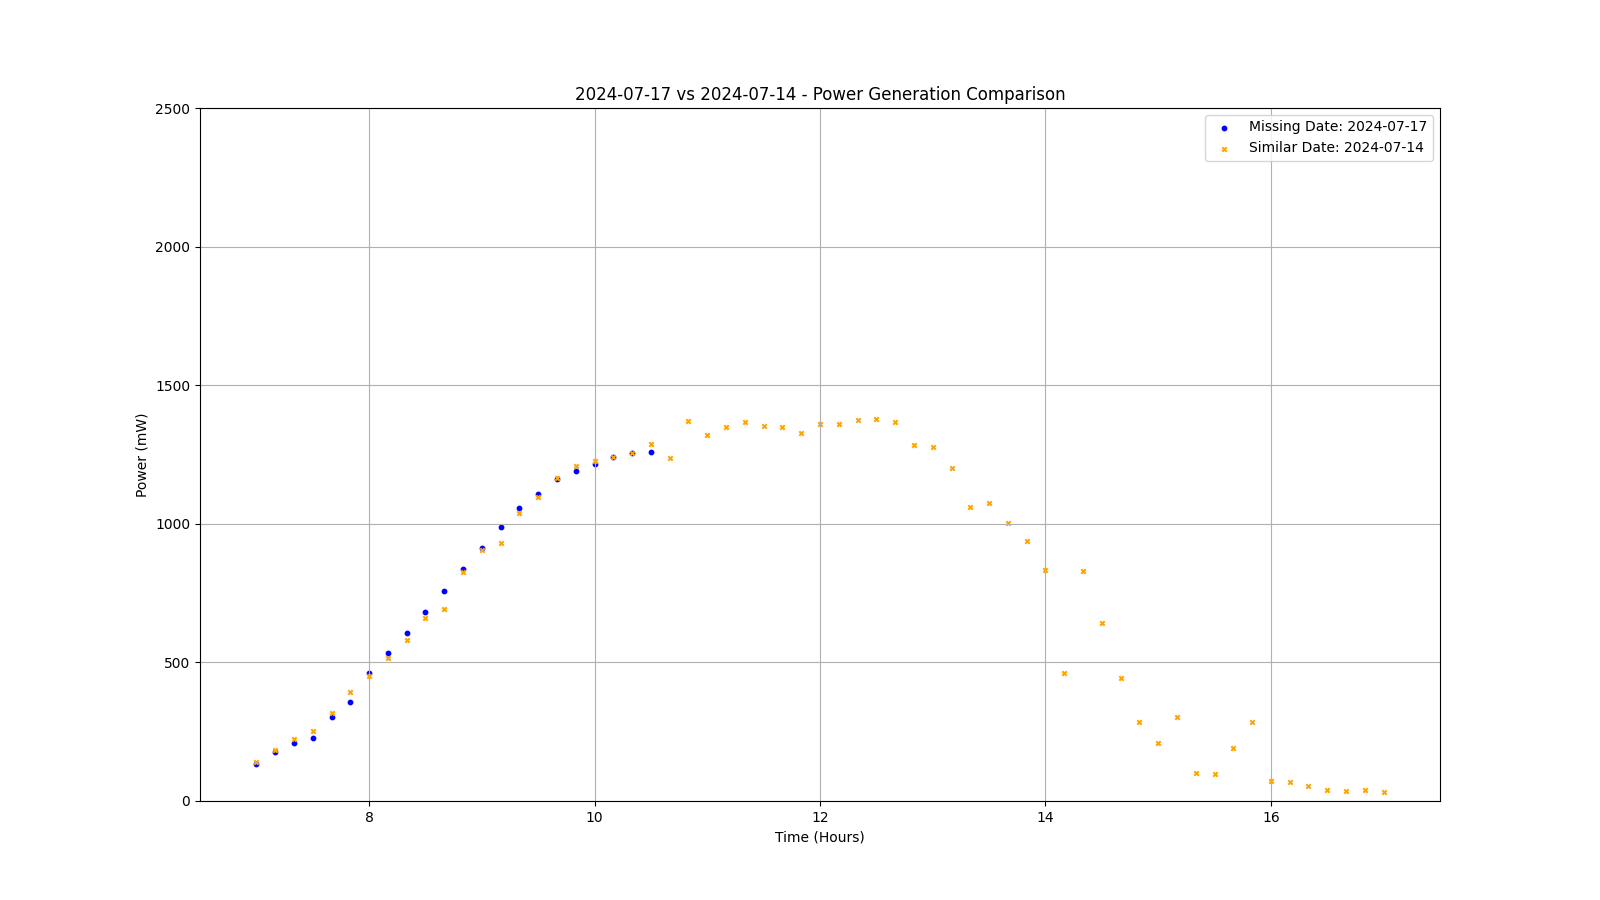 2024-07-17 vs 2024-07-14 - Power Generation Comparison
Missing Date: 2024-07-17
Similar Date: 2024-07-14
2500
2000
1500
1000
500
0
Power (mW)
8
10
12
14
16
Time (Hours)